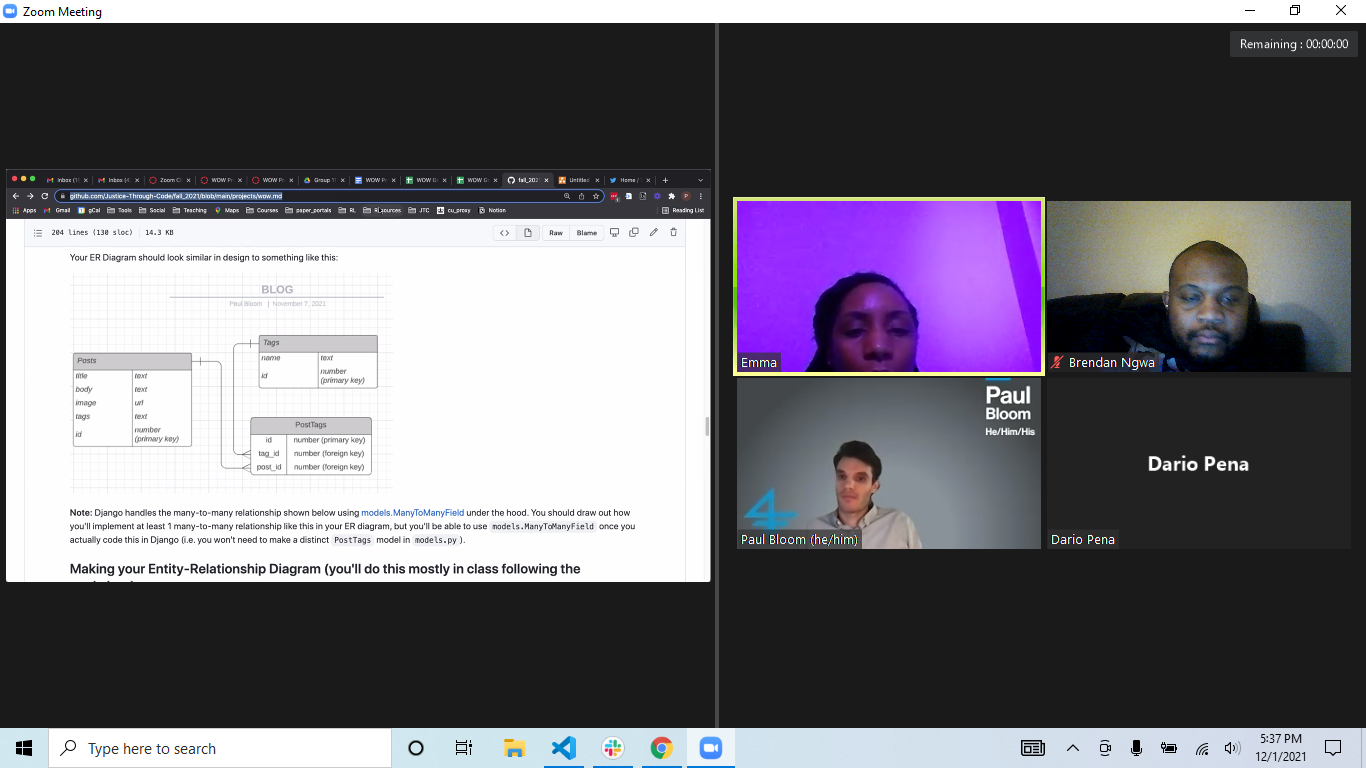 Zoom Meeting
Remaining : 00:00:00
Zoom Cl
WOW Pr
WOW Pr
WOW Pr
WOW G
WOW G
fall_202
Untitled
Home /
github.com/Justice-Through-Code/fall_2021/blob/main/projects/wow.md
Apps
Gmail
gCal
Tools
Social
Teaching
Maps
Courses
paper_portals
RL
Resources
JTC
cu_proxy
Notion
Reading List
204 lines (130 sloc)
14.3 KB
Raw
Blame
Your ER Diagram should look similar in design to something like this:
BLOG
Paul Bloom | November 7, 2021
Posts
title text
body text
image url
tags text
id number (primary key)
Tags
name text
id number (primary key)
PostTags
id number (primary key)
tag_id number (foreign key)
post_id number (foreign key)
Note: Django handles the many-to-many relationship shown below using models.ManyToManyField under the hood. You should draw out how
you'll implement at least 1 many-to-many relationship like this in your ER diagram, but you'll be able to use models.ManyToManyField once you
actually code this in Django (i.e. you won't need to make a distinct PostTags model in models.py ).
Making your Entity-Relationship Diagram (you'll do this mostly in class following the
Emma
Brendan Ngwa
Paul
Bloom
He/Him/His
Paul Bloom (he/him)
Dario Pena
Dario Pena
Type here to search
5:37 PM
12/1/2021